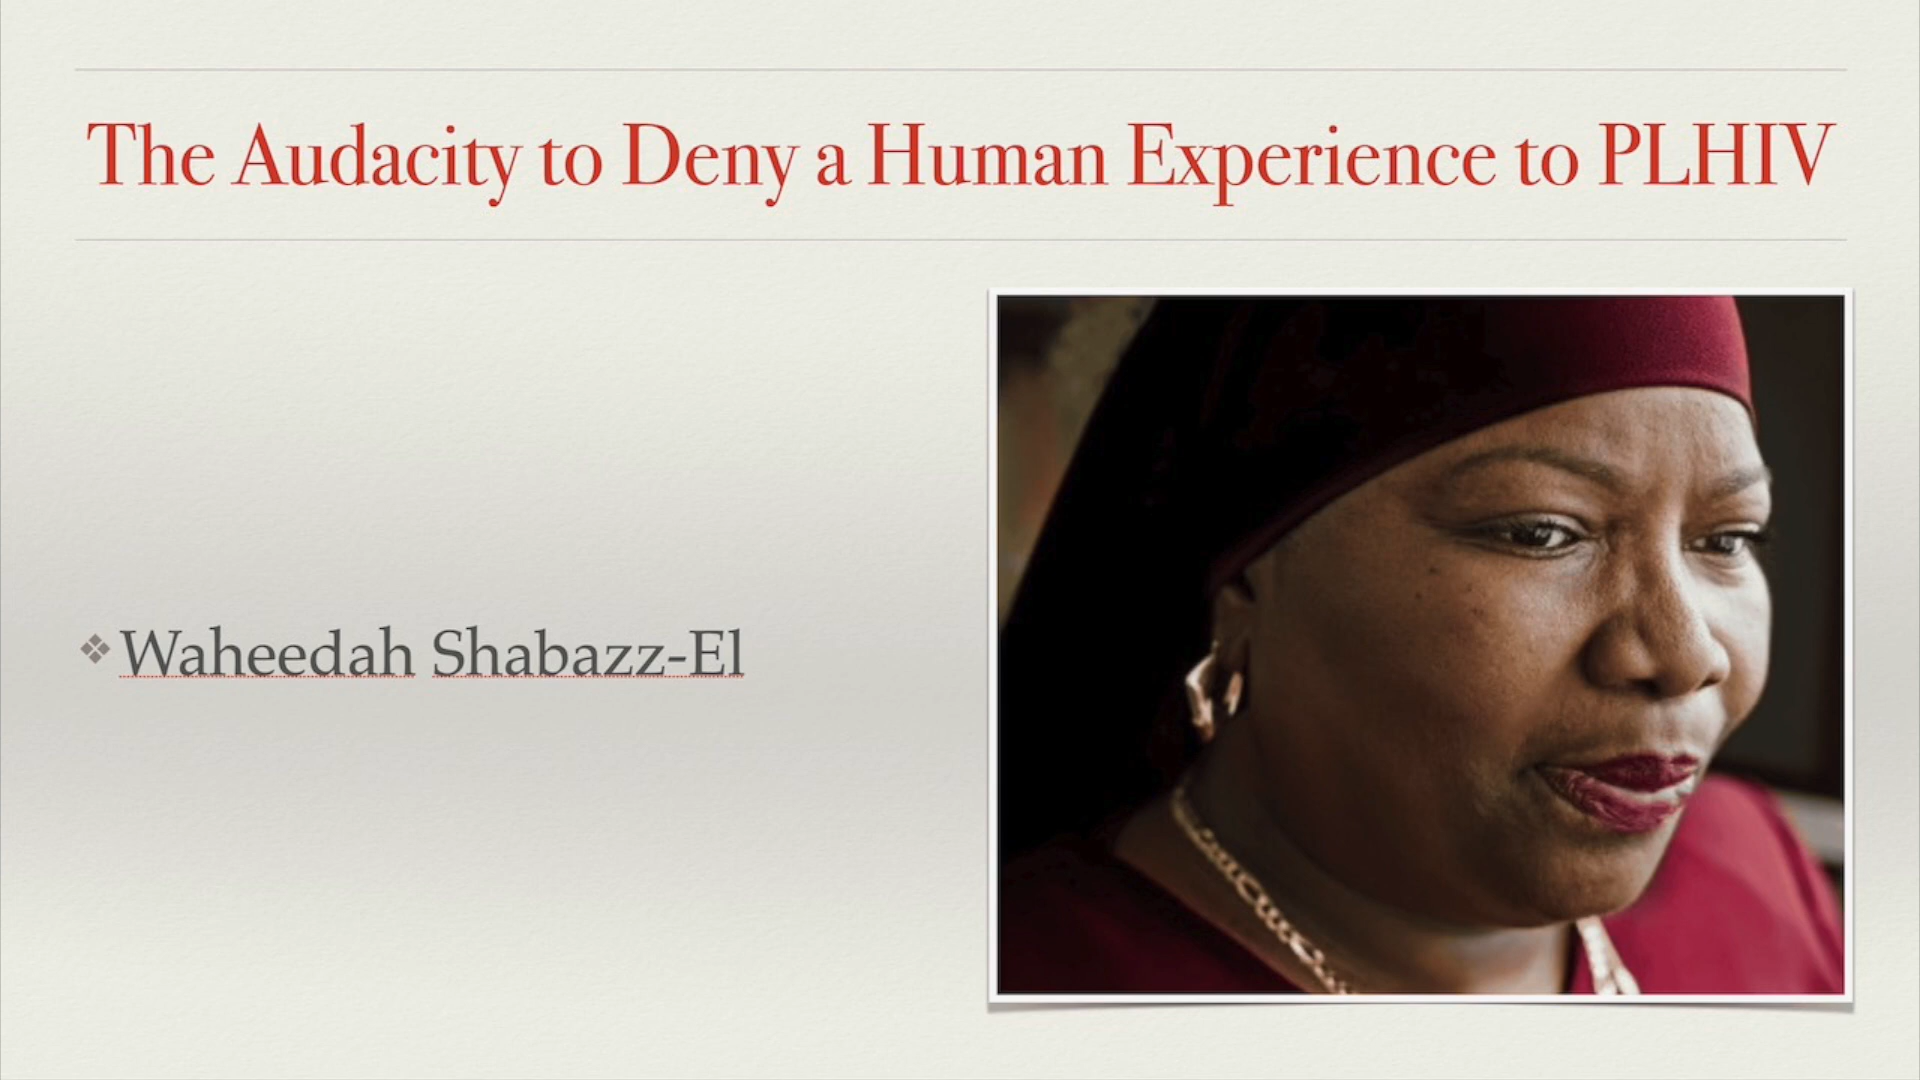 The Audacity to Deny a Human Experience to PLHIV
Waheedah Shabazz-El